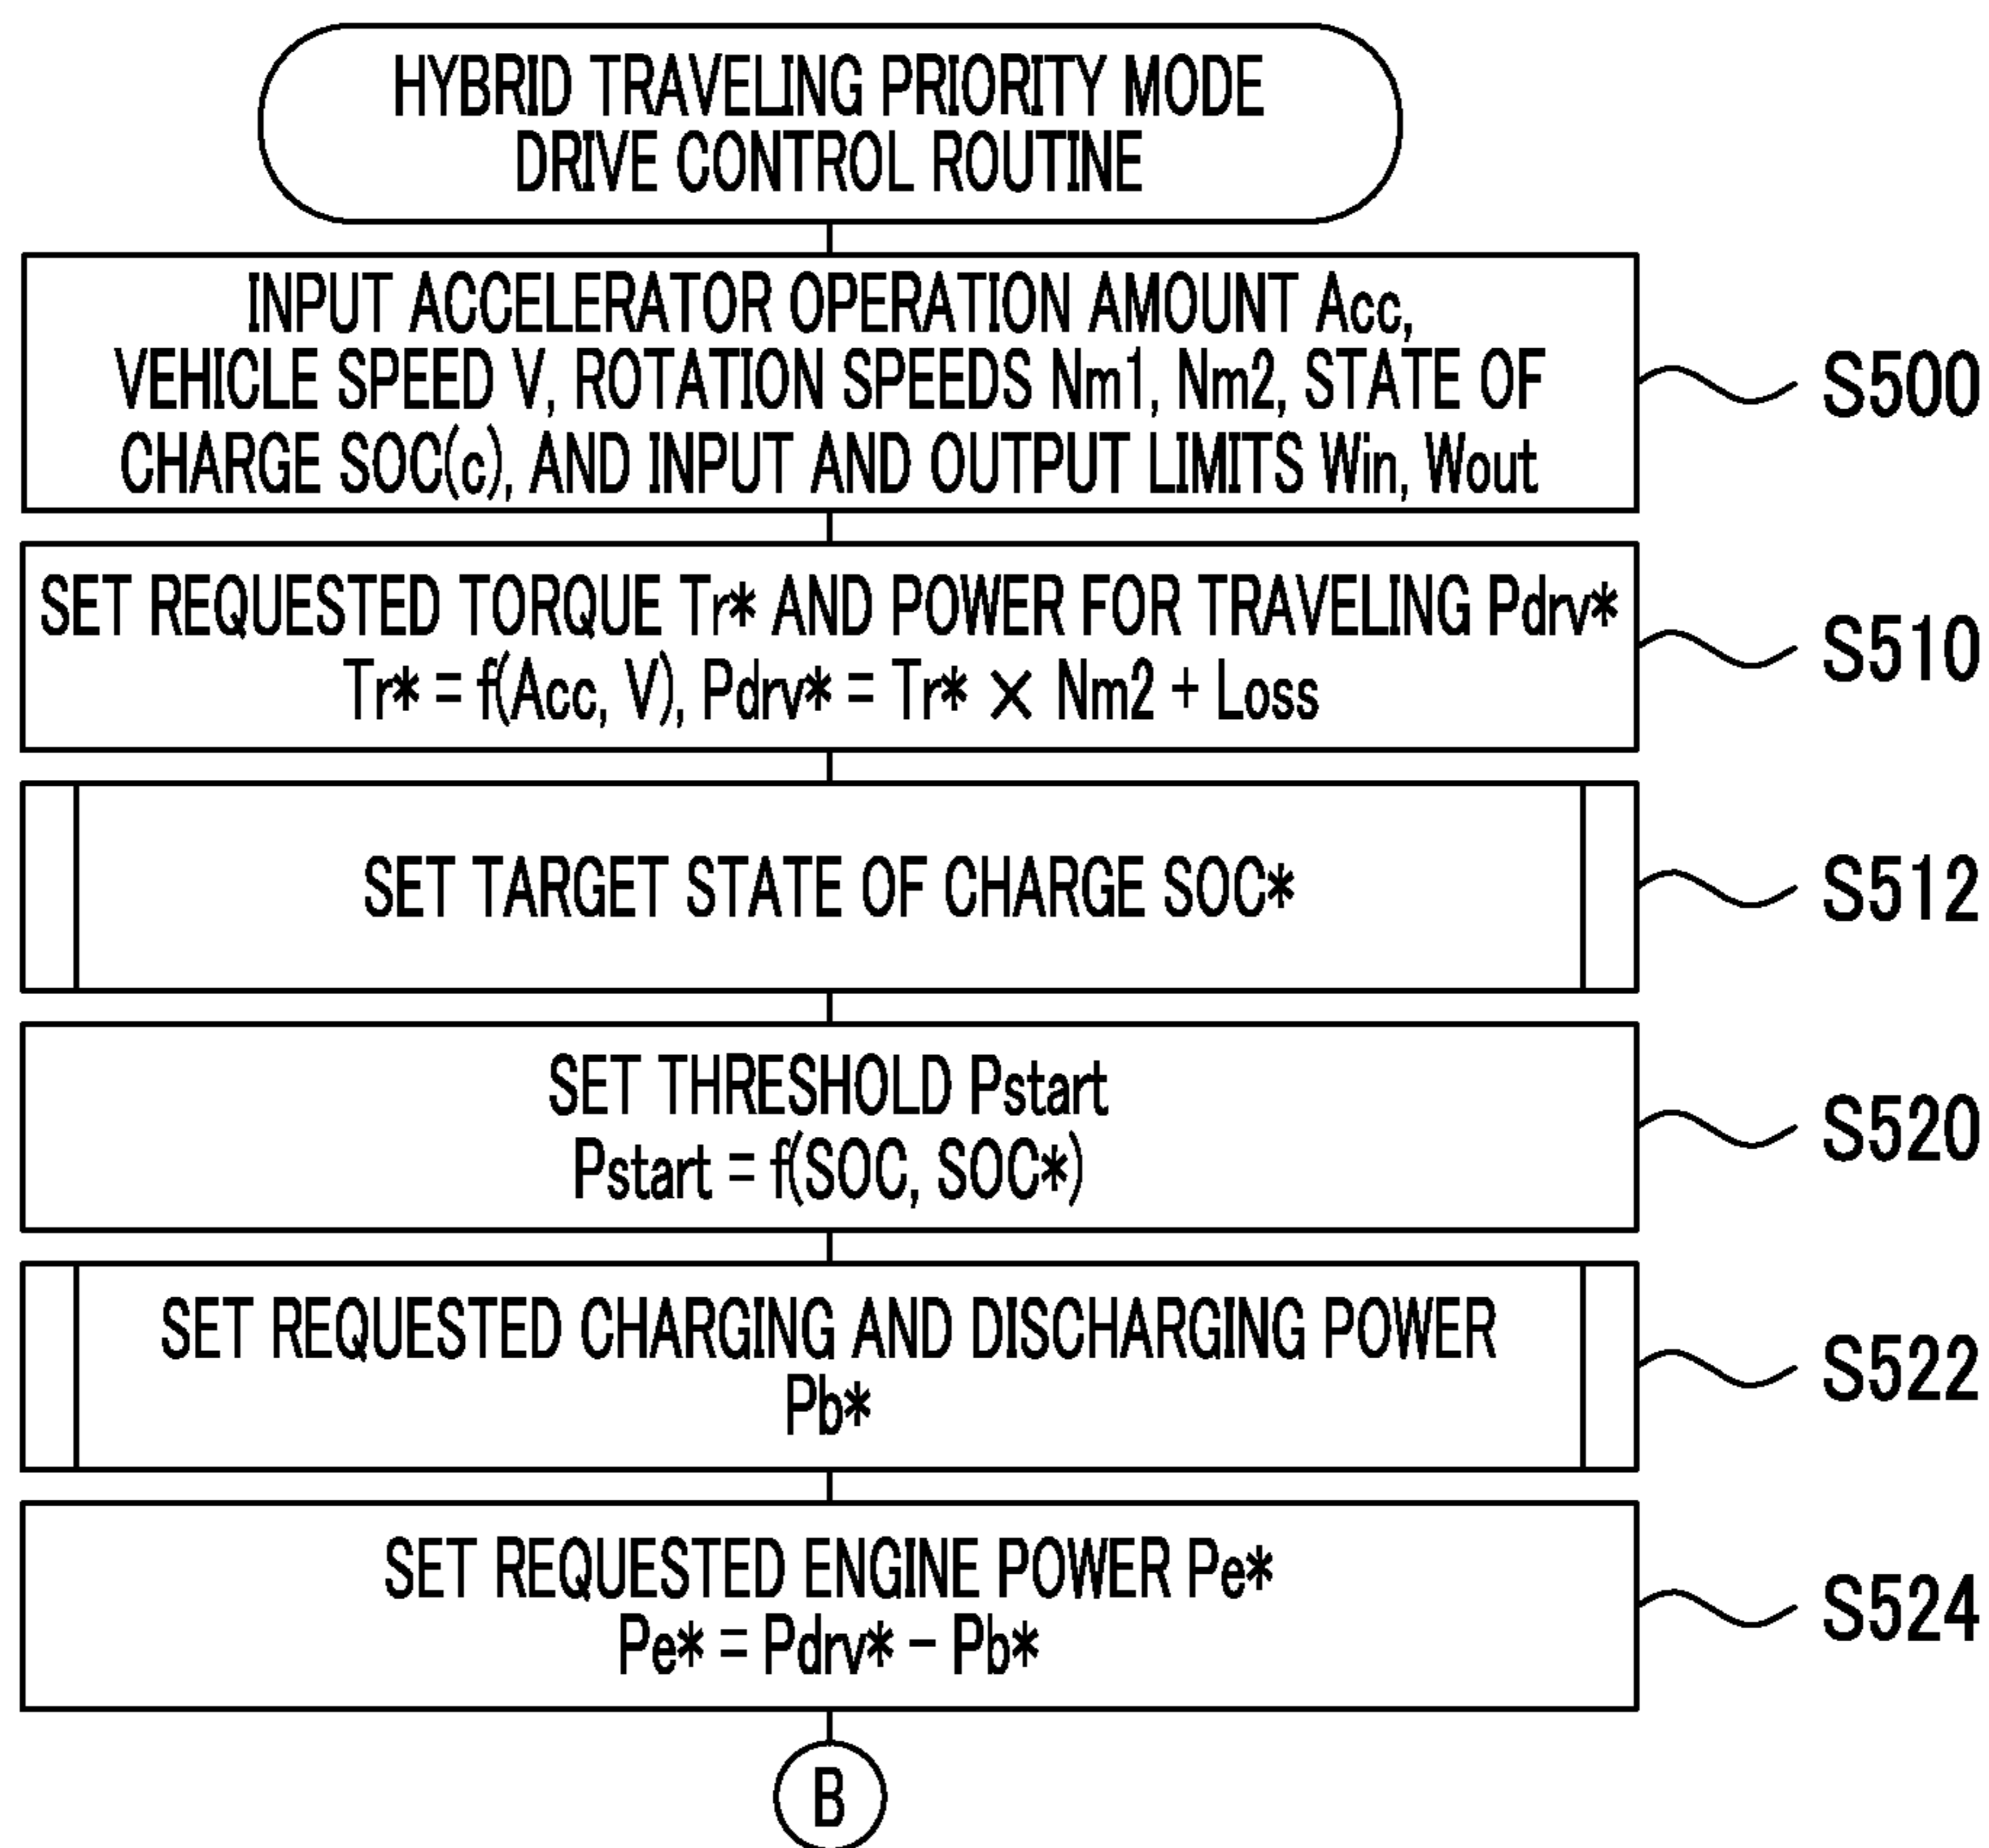 HYBRID TRAVELING PRIORITY MODE
DRIVE CONTROL ROUTINE
INPUT ACCELERATOR OPERATION AMOUNT Acc,
VEHICLE SPEED V, ROTATION SPEEDS Nm1, Nm2, STATE OF
CHARGE SOC(c), AND INPUT AND OUTPUT LIMITS Win, Wout
S500
SET REQUESTED TORQUE Tr* AND POWER FOR TRAVELING Pdrv*
Tr* = f(Acc, V), Pdrv* = Tr* × Nm2 + Loss
S510
SET TARGET STATE OF CHARGE SOC*
S512
SET THRESHOLD Pstart
Pstart = f(SOC, SOC*)
S520
SET REQUESTED CHARGING AND DISCHARGING POWER
Pb*
S522
SET REQUESTED ENGINE POWER Pe*
Pe* = Pdrv* - Pb*
S524
B